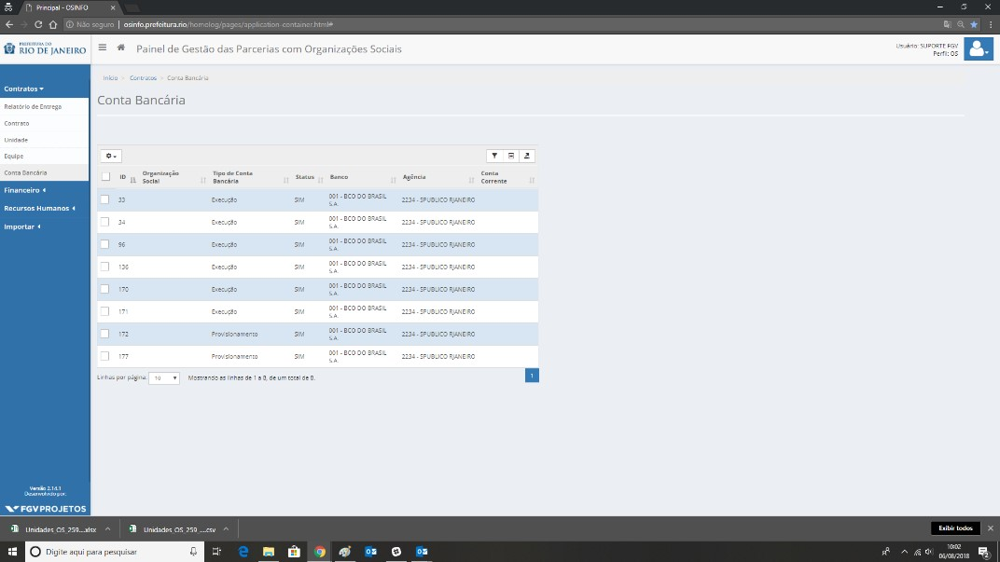 Principal - OSINFO
Não seguro | osinfo.prefeitura.rio/homolog/pages/application-container.html#
PREFEITURA DO
RIO DE JANEIRO
Painel de Gestão das Parcerias com Organizações Sociais
Usuário: SUPORTE FGV
Perfil: OS
Contratos
Relatório de Entrega
Contrato
Unidade
Equipe
Conta Bancária
Financeiro
Recursos Humanos
Importar
Início > Contratos > Conta Bancária
Conta Bancária
ID Organização Social Tipo de Conta Bancária Status Banco Agência Conta Corrente
33 Execução SIM 001 - BCO DO BRASIL S.A. 2234 - SPUBLICO RJANEIRO
34 Execução SIM 001 - BCO DO BRASIL S.A. 2234 - SPUBLICO RJANEIRO
96 Execução SIM 001 - BCO DO BRASIL S.A. 2234 - SPUBLICO RJANEIRO
136 Execução SIM 001 - BCO DO BRASIL S.A. 2234 - SPUBLICO RJANEIRO
170 Execução SIM 001 - BCO DO BRASIL S.A. 2234 - SPUBLICO RJANEIRO
171 Execução SIM 001 - BCO DO BRASIL S.A. 2234 - SPUBLICO RJANEIRO
172 Provisionamento SIM 001 - BCO DO BRASIL S.A. 2234 - SPUBLICO RJANEIRO
177 Provisionamento SIM 001 - BCO DO BRASIL S.A. 2234 - SPUBLICO RJANEIRO
Linhas por página: 10 Mostrando as linhas de 1 a 8, de um total de 8. 1
Versão 2.14.1
Desenvolvido por:
FGV PROJETOS
Unidades_OS_259....xlsx Unidades_OS_259_....csv Exibir todos
Digite aqui para pesquisar
10:02
06/08/2018
2